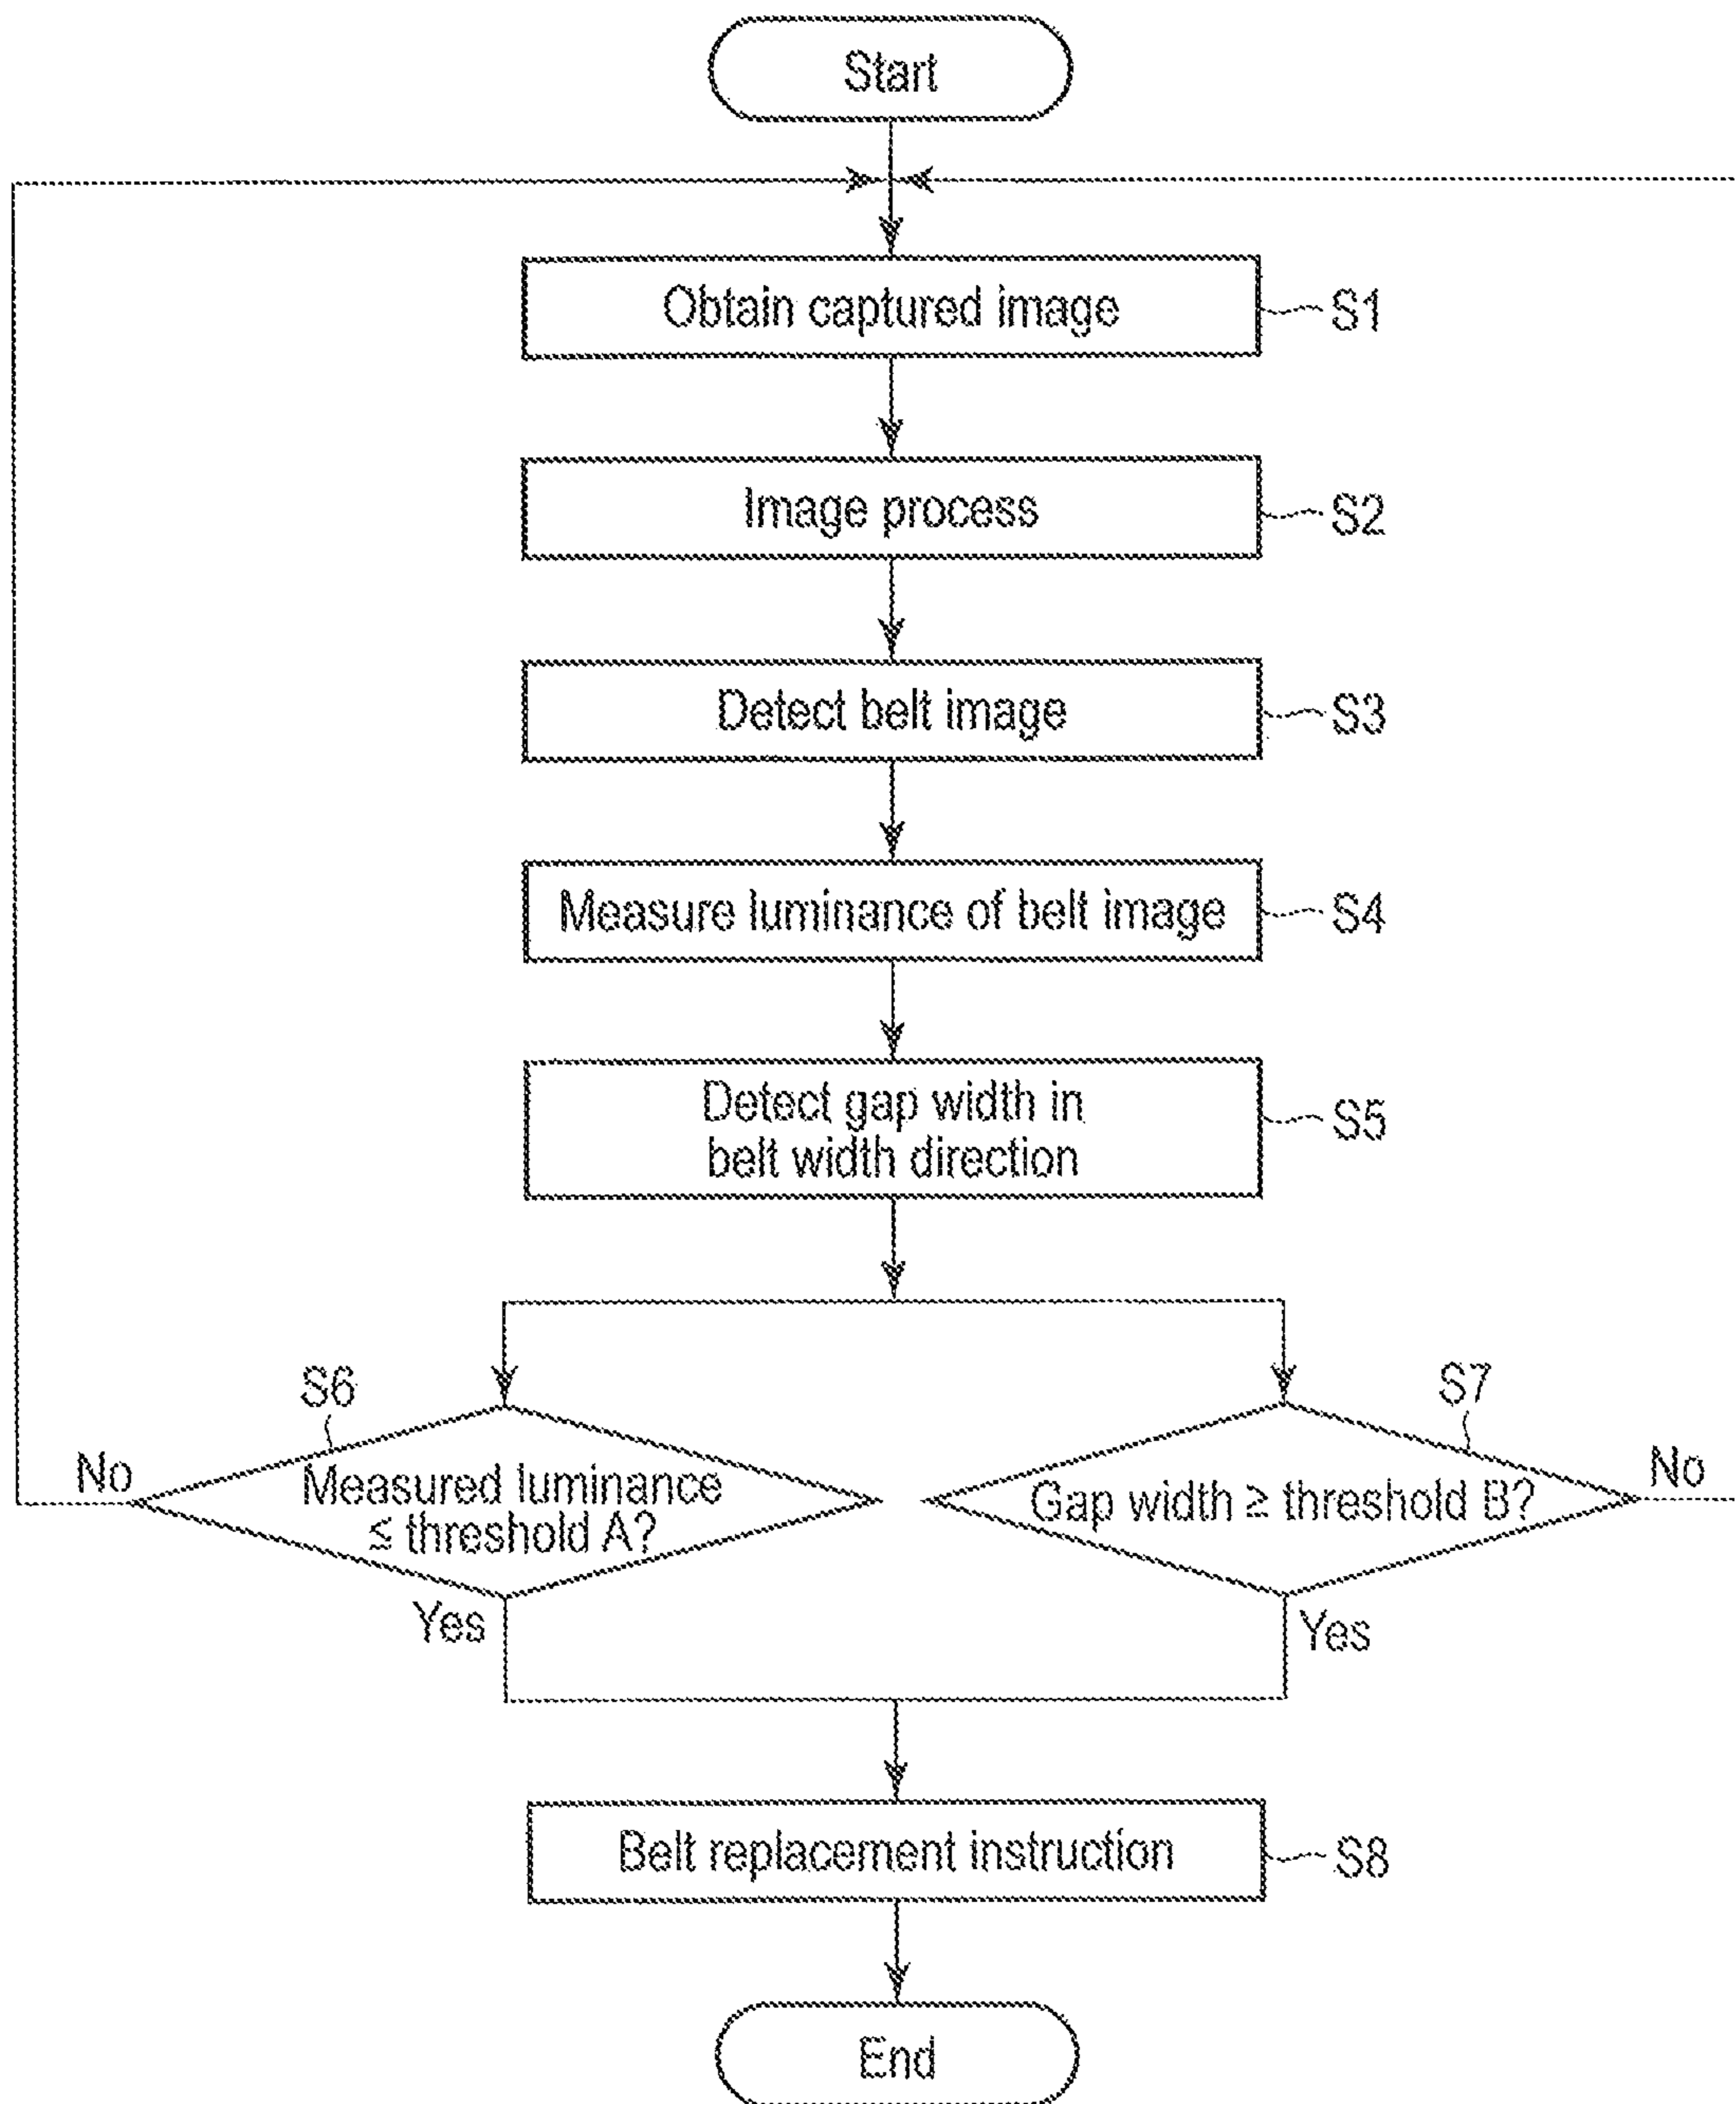 Start
Obtain captured image
S1
Image process
S2
Detect belt image
S3
Measure luminance of belt image
S4
Detect gap width in
belt width direction
S5
S6
S7
No
Measured luminance
≤ threshold A?
Gap width ≥ threshold B?
No
Yes
Yes
Belt replacement instruction
S8
End